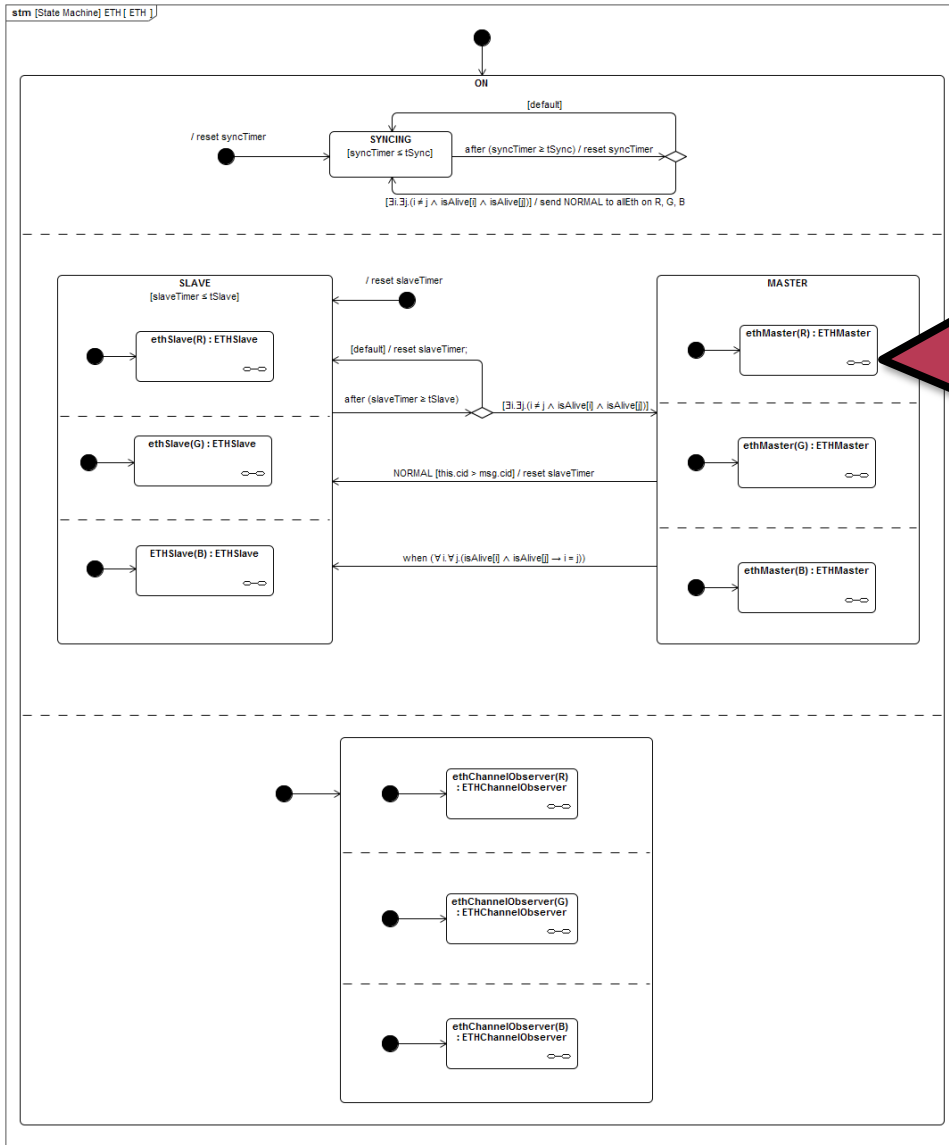 stm [State Machine] ETH [ ETH ]
ON
[default]
/ reset syncTimer
SYNCING
[syncTimer ≤ tSync]
after (syncTimer ≥ tSync) / reset syncTimer
[∃i.∃j.(i ≠ j ∧ isAlive[i] ∧ isAlive[j])] / send NORMAL to allEth on R, G, B
SLAVE
[slaveTimer ≤ tSlave]
/ reset slaveTimer
MASTER
ethSlave(R) : ETHSlave
ethMaster(R) : ETHMaster
[default] / reset slaveTimer;
after (slaveTimer ≥ tSlave)
[∃i.∃j.(i ≠ j ∧ isAlive[i] ∧ isAlive[j])]
ethSlave(G) : ETHSlave
ethMaster(G) : ETHMaster
NORMAL [this.cid > msg.cid] / reset slaveTimer
ETHSlave(B) : ETHSlave
when (∀i.∀j.(isAlive[i] ∧ isAlive[j] → i = j))
ethMaster(B) : ETHMaster
ethChannelObserver(R)
: ETHChannelObserver
ethChannelObserver(G)
: ETHChannelObserver
ethChannelObserver(B)
: ETHChannelObserver